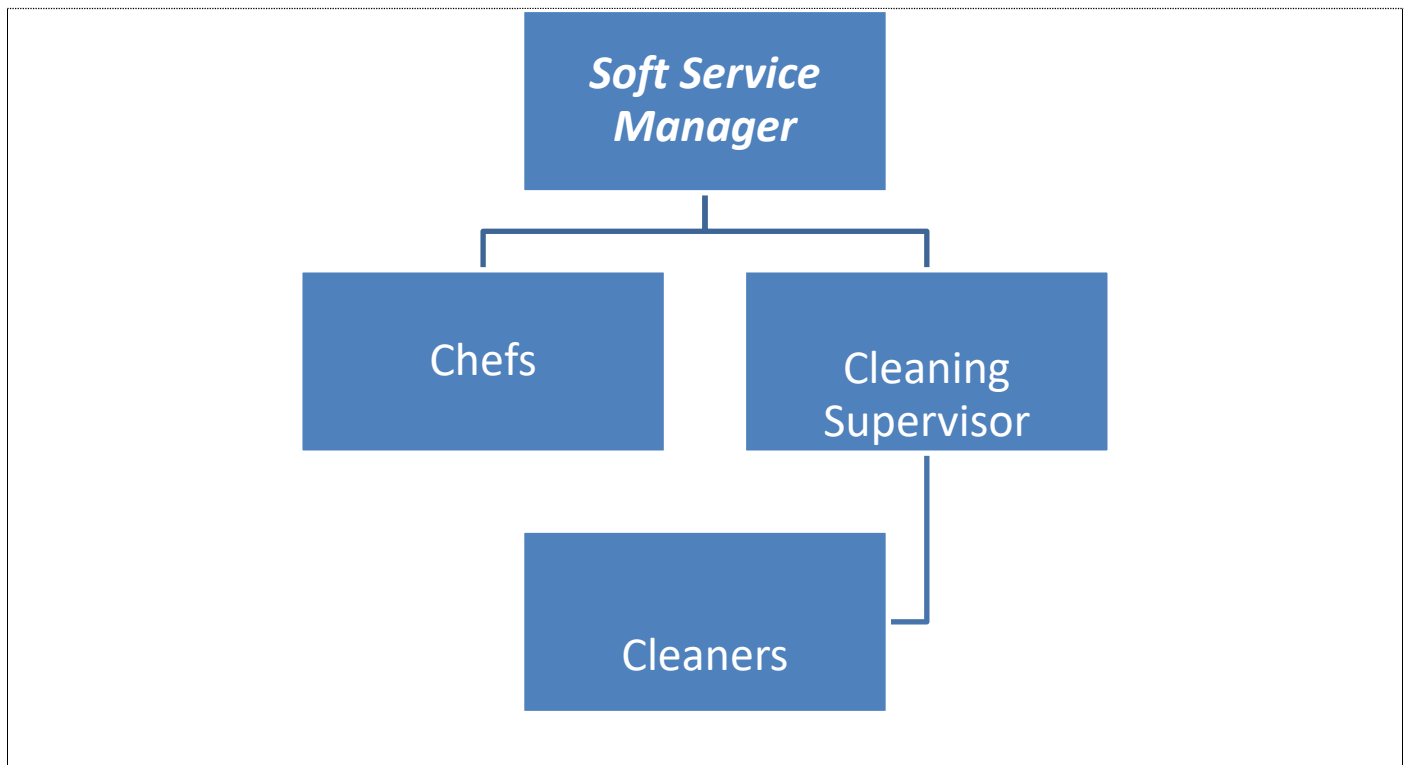 Soft Service
Manager
Chefs
Cleaning
Supervisor
Cleaners